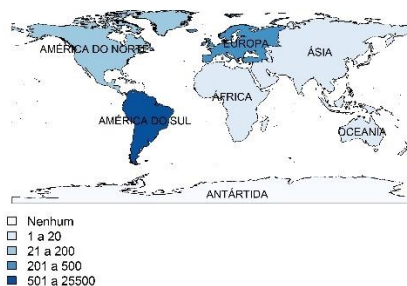 AMÉRICA DO NORTE
EUROPA
ÁSIA
ÁFRICA
AMÉRICA DO SUL
OCEANIA
ANTÁRTIDA
Nenhum
1 a 20
21 a 200
201 a 500
501 a 25500